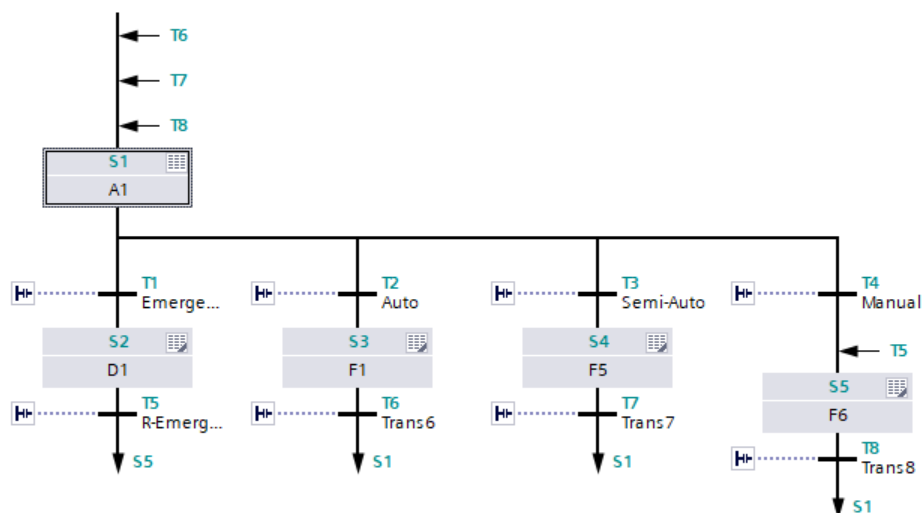 T6
T7
T8
S1
A1
T1
Emerge...
T2
Auto
T3
Semi-Auto
T4
Manual
S2
D1
S3
F1
S4
F5
T5
S5
F6
T5
R-Emerg...
T6
Trans6
T7
Trans7
T8
Trans8
S5
S1
S1
S1